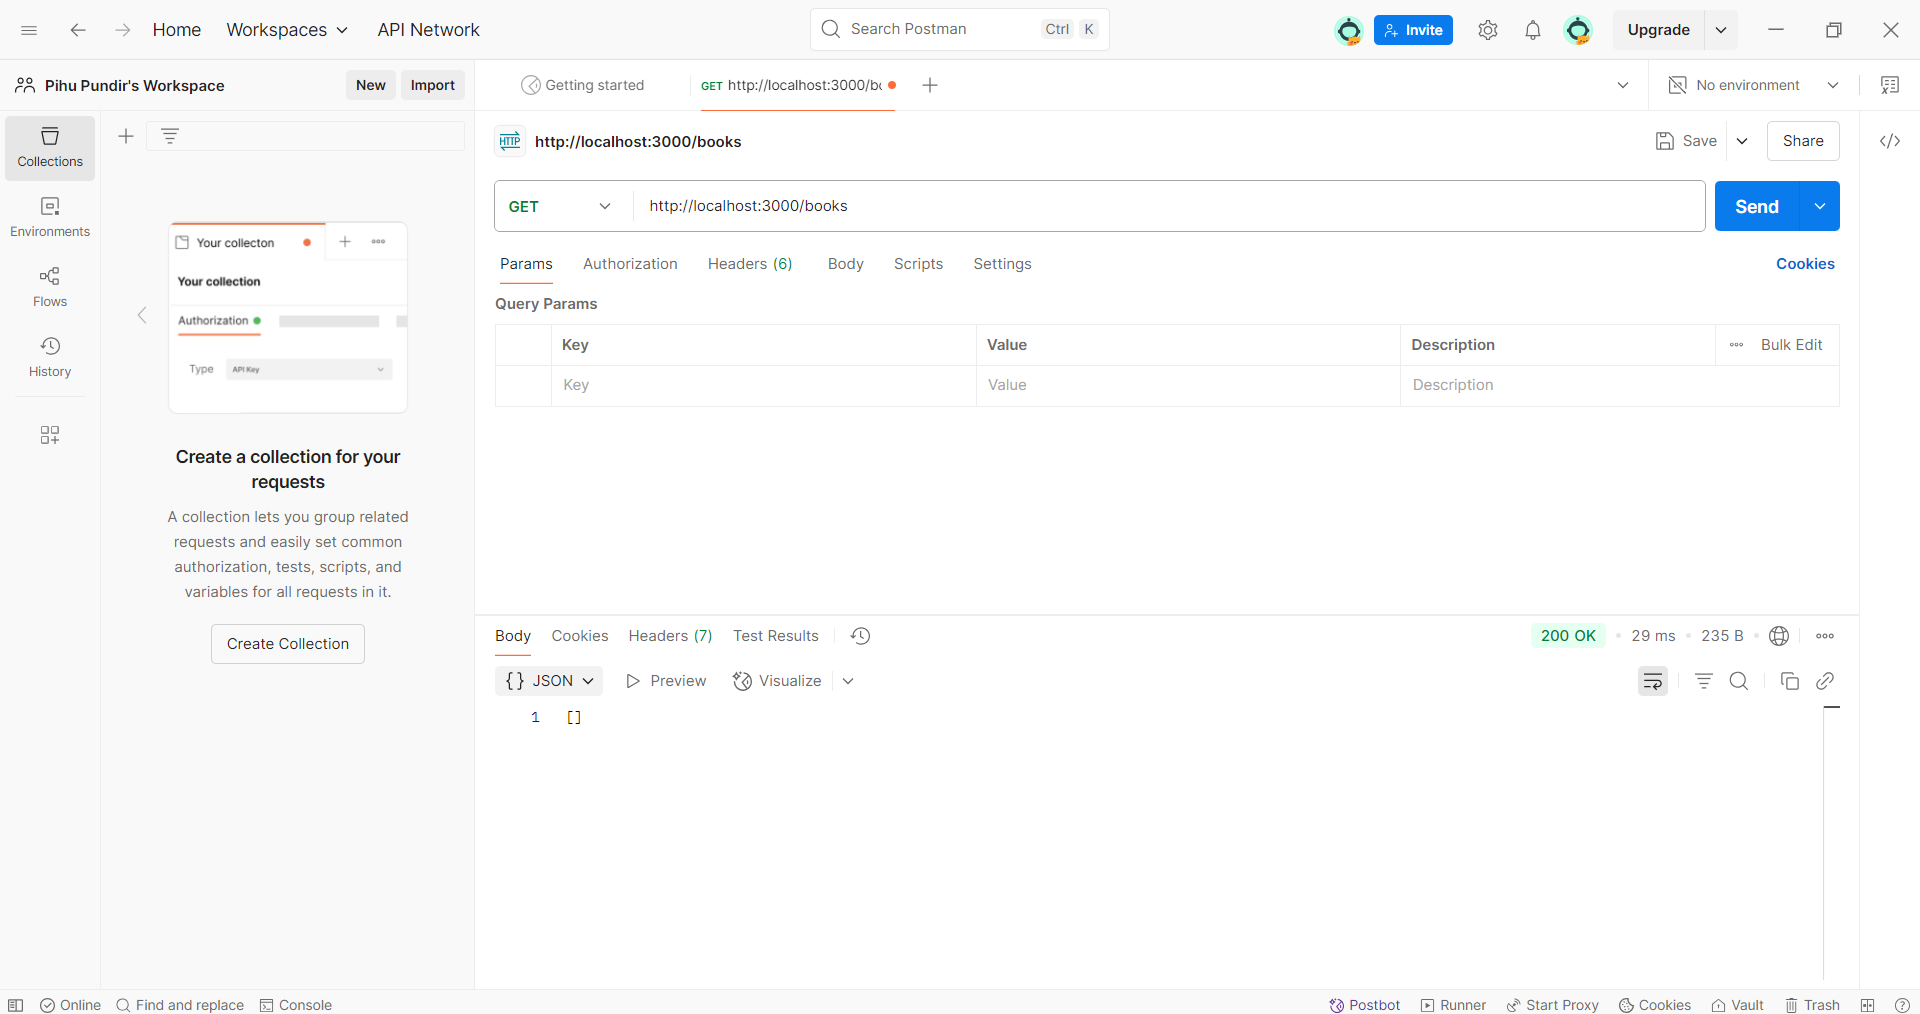 Home Workspaces API Network Search Postman Ctrl K Invite Upgrade
Pihu Pundir's Workspace New Import Getting started GET http://localhost:3000/bo No environment
Collections
Environments
Flows
History
Your collecton
Your collection
Authorization
Type API Key
Create a collection for your
requests
A collection lets you group related
requests and easily set common
authorization, tests, scripts, and
variables for all requests in it.
Create Collection
HTTP http://localhost:3000/books Save Share
GET http://localhost:3000/books Send
Params Authorization Headers (6) Body Scripts Settings Cookies
Query Params
Key Value Description Bulk Edit
Key Value Description
Body Cookies Headers (7) Test Results 200 OK 29 ms 235 B
{} JSON Preview Visualize
1 []
Online Find and replace Console Postbot Runner Start Proxy Cookies Vault Trash